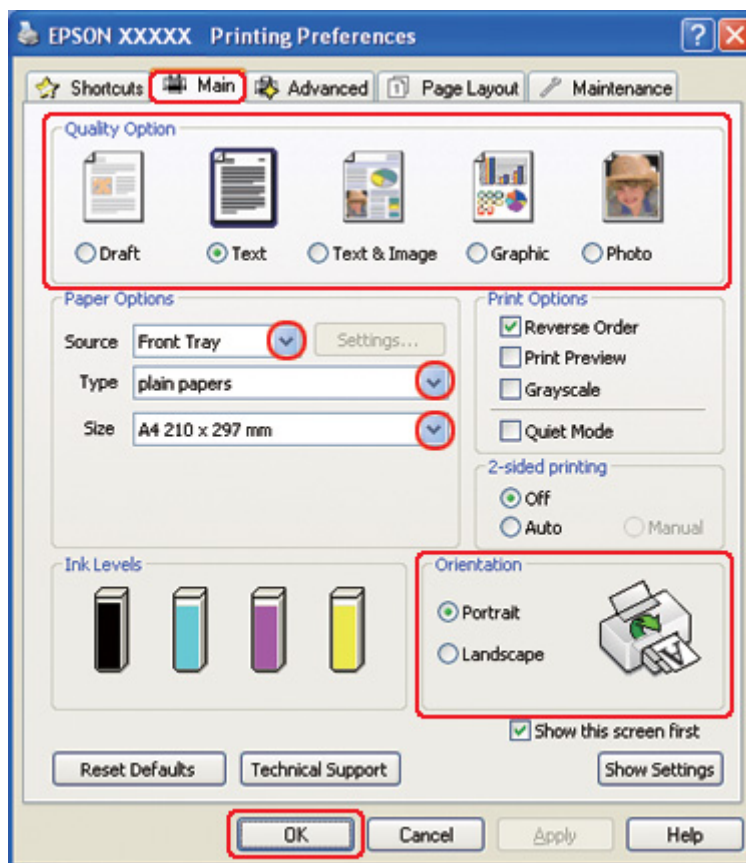 EPSON XXXXX Printing Preferences
Shortcuts Main Advanced Page Layout Maintenance
Quality Option
Draft Text Text & Image Graphic Photo
Paper Options
Source Front Tray Settings...
Type plain papers
Size A4 210 x 297 mm
Print Options
Reverse Order
Print Preview
Grayscale
Quiet Mode
2-sided printing
Off
Auto Manual
Ink Levels
Orientation
Portrait
Landscape
Show this screen first
Reset Defaults Technical Support Show Settings
OK Cancel Apply Help